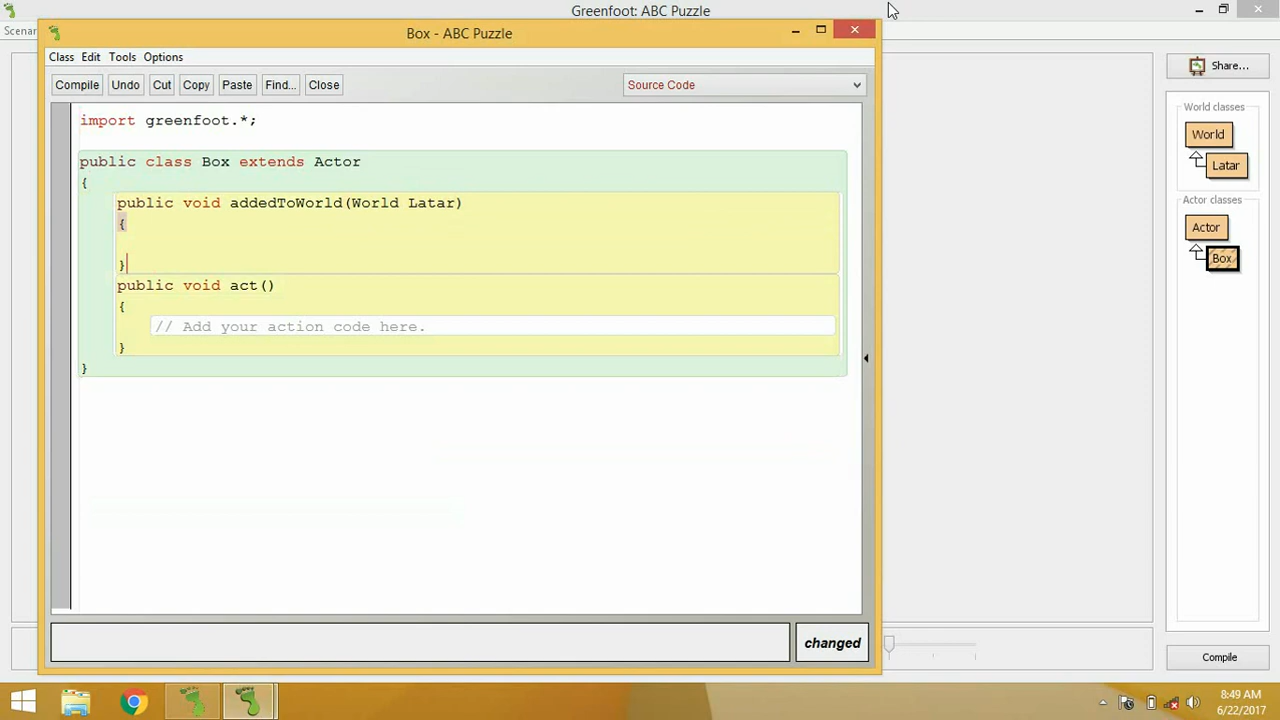 Greenfoot: ABC Puzzle
Scenar
Box - ABC Puzzle
Class Edit Tools Options
Compile Undo Cut Copy Paste Find... Close Source Code
import greenfoot.*;
public class Box extends Actor
{
public void addedToWorld(World Latar)
{
}
public void act()
{
// Add your action code here.
}
}
changed
Share...
World classes
World
Latar
Actor classes
Actor
Box
Compile
8:49 AM
6/22/2017